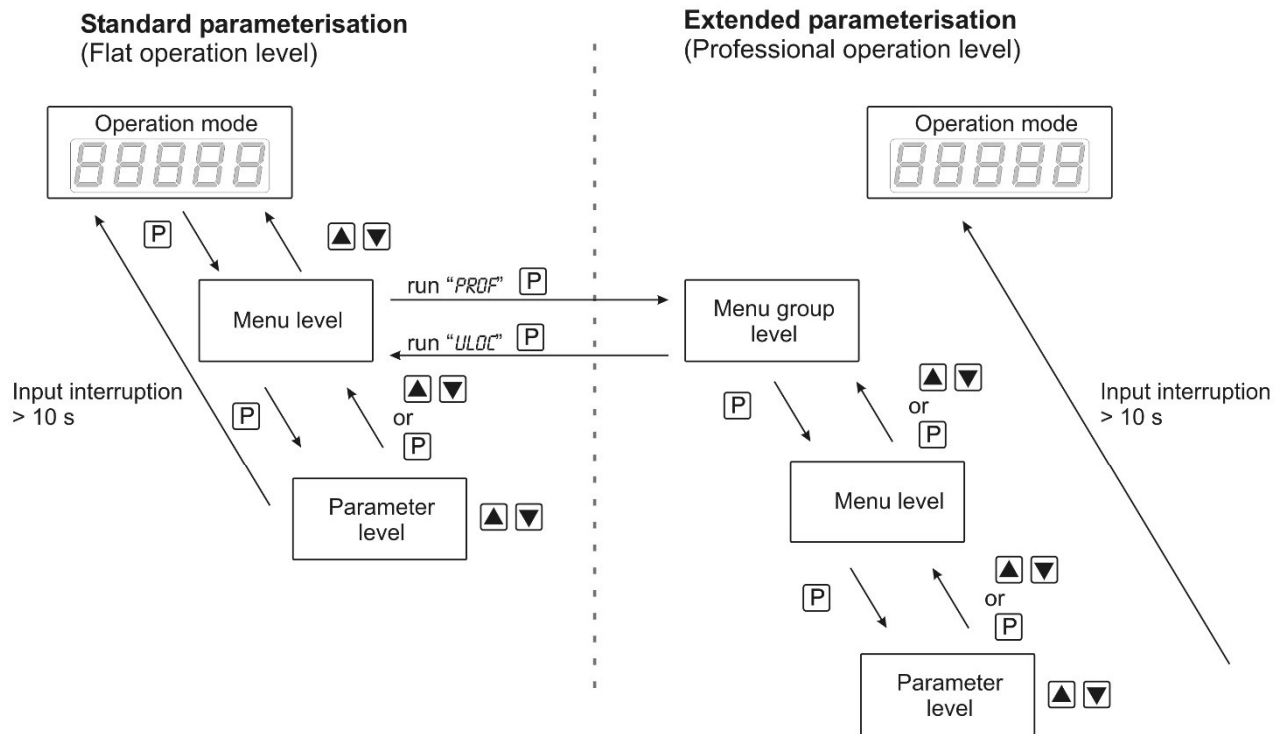 Standard parameterisation
(Flat operation level)
Extended parameterisation
(Professional operation level)
Operation mode
88888
P
▲ ▼
Menu level
run “PROF” P
run “ULOC” P
Input interruption
> 10 s
P
▲ ▼
or
P
Parameter
level
▲ ▼
Operation mode
88888
Menu group
level
P
▲ ▼
or
P
Input interruption
> 10 s
Menu level
P
▲ ▼
or
P
Parameter
level
▲ ▼